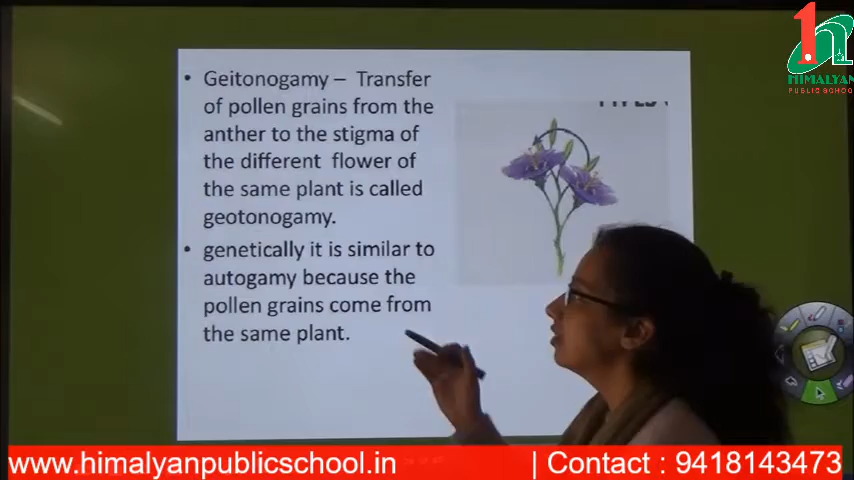 • Geitonogamy – Transfer
of pollen grains from the
anther to the stigma of
the different flower of
the same plant is called
geotonogamy.
• genetically it is similar to
autogamy because the
pollen grains come from
the same plant.
HIMALYAN
PUBLIC SCHOO
www.himalyanpublicschool.in | Contact : 9418143473